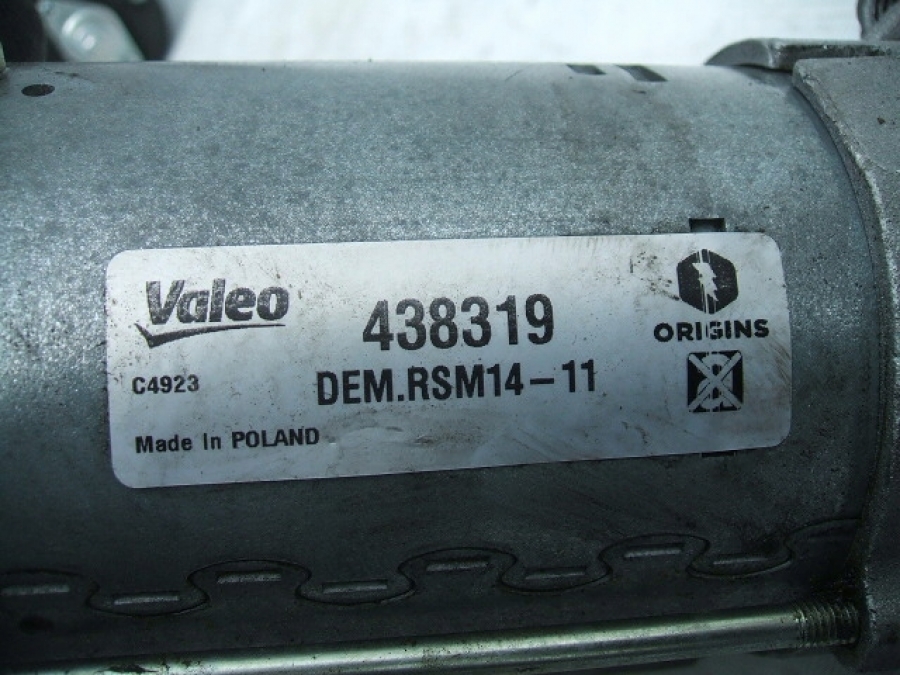 Valeo
438319
ORIGINS
C4923
DEM.RSM14-11
Made in POLAND